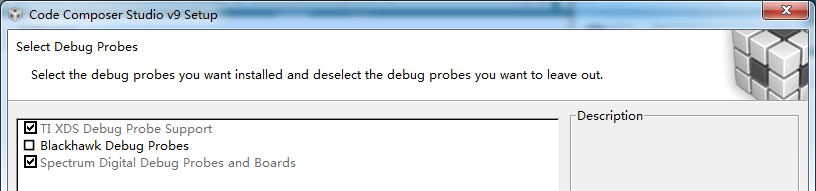 Code Composer Studio v9 Setup
Select Debug Probes
Select the debug probes you want installed and deselect the debug probes you want to leave out.
TI XDS Debug Probe Support
Blackhawk Debug Probes
Spectrum Digital Debug Probes and Boards
Description